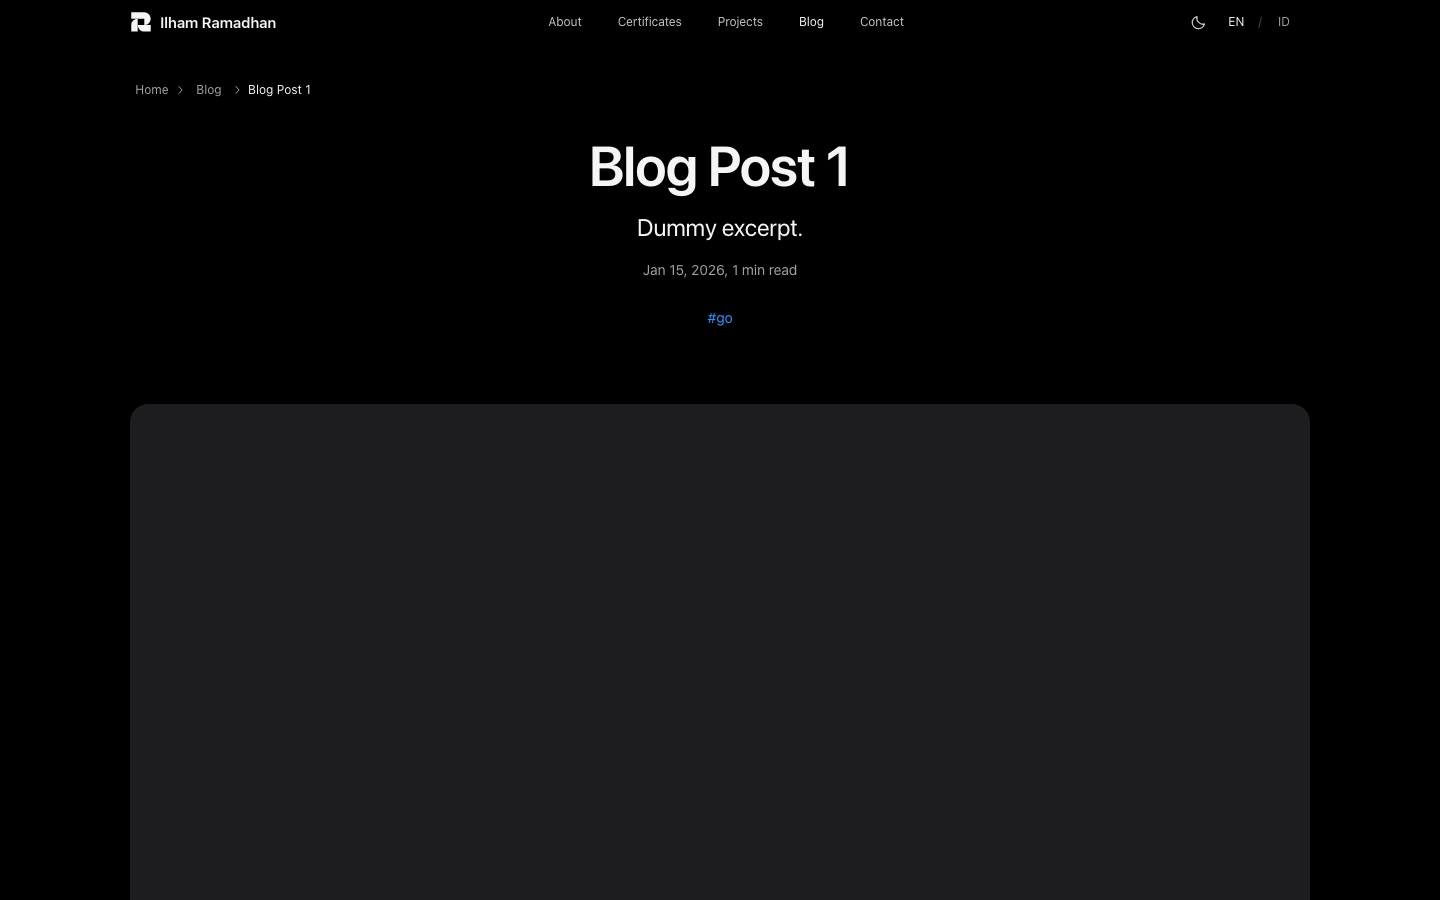 Ilham Ramadhan
About Certificates Projects Blog Contact
EN / ID
Home > Blog > Blog Post 1
Blog Post 1
Dummy excerpt.
Jan 15, 2026, 1 min read
#go